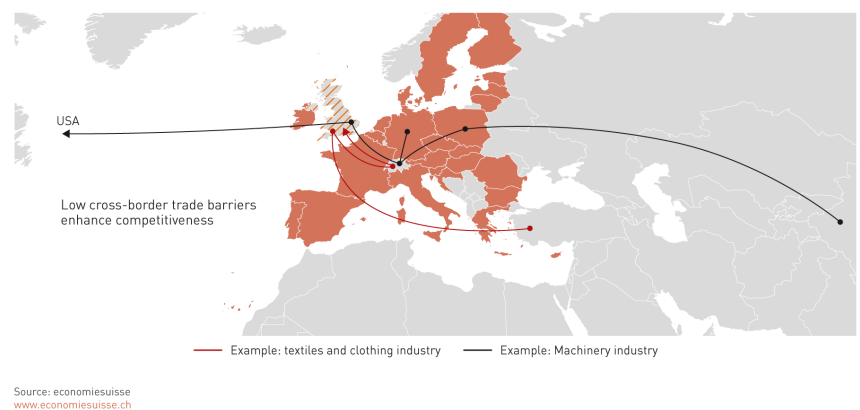 USA
Low cross-border trade barriers
enhance competitiveness
Example: textiles and clothing industry
Example: Machinery industry
Source: economiesuisse
www.economiesuisse.ch